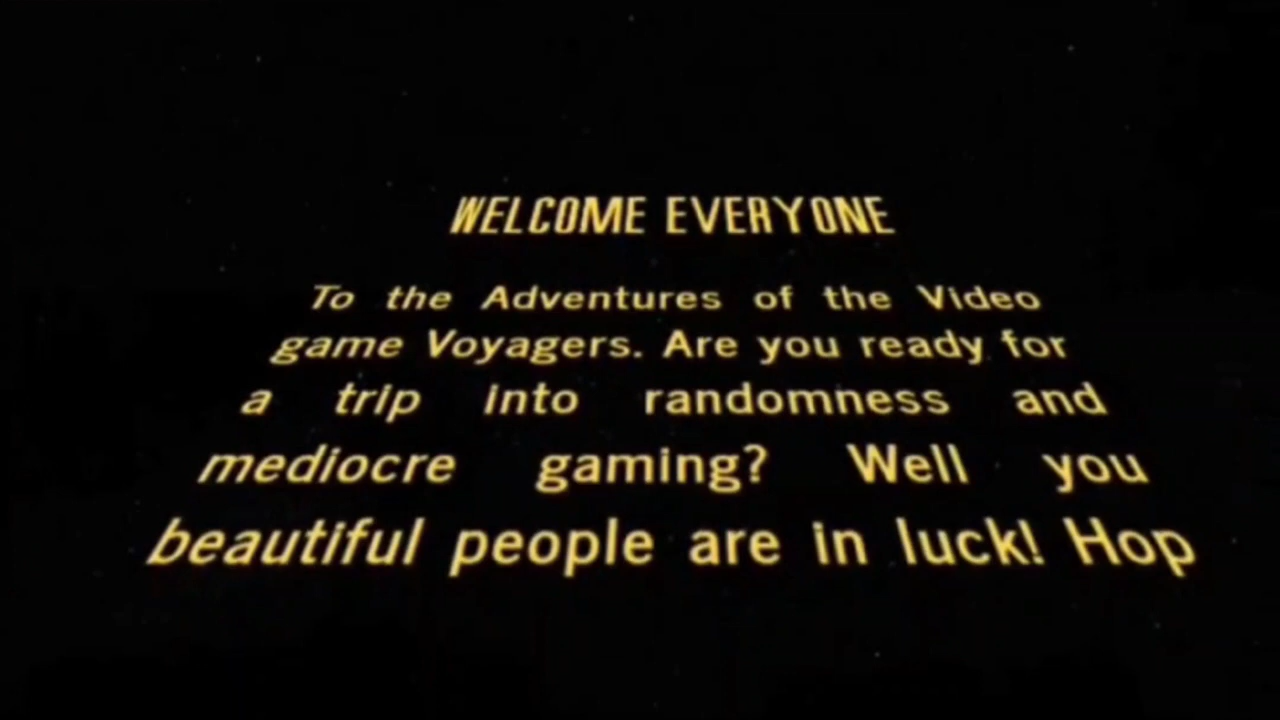 WELCOME EVERYONE
To the Adventures of the Video
game Voyagers. Are you ready for
a trip into randomness and
mediocre gaming? Well you
beautiful people are in luck! Hop